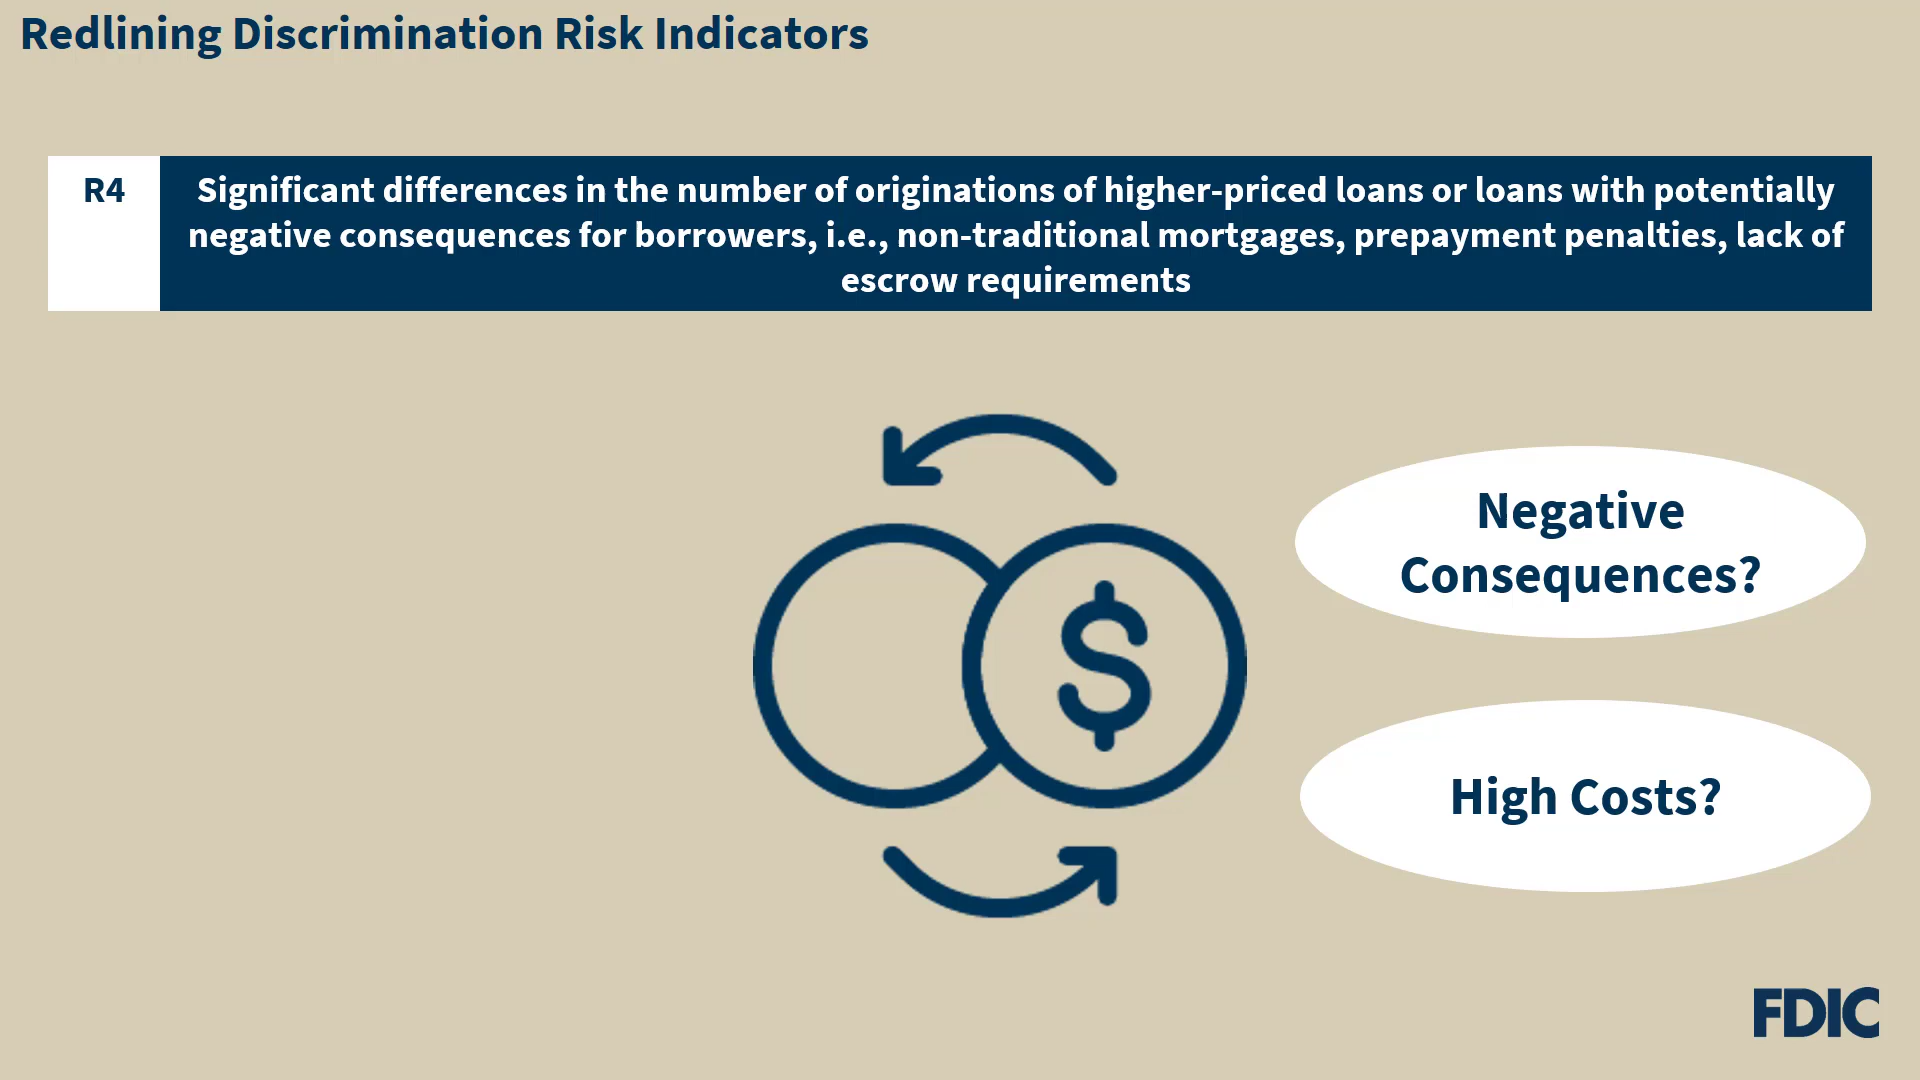 Redlining Discrimination Risk Indicators
R4
Significant differences in the number of originations of higher-priced loans or loans with potentially
negative consequences for borrowers, i.e., non-traditional mortgages, prepayment penalties, lack of
escrow requirements
$
Negative
Consequences?
High Costs?
FDIC